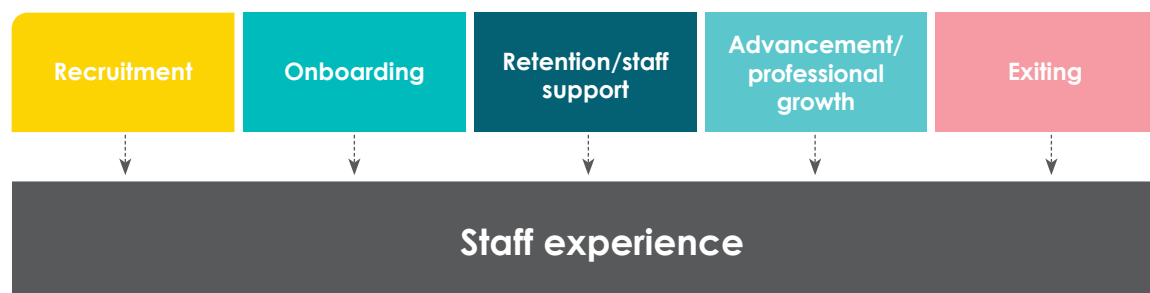 Recruitment
Onboarding
Retention/staff
support
Advancement/
professional
growth
Exiting
Staff experience